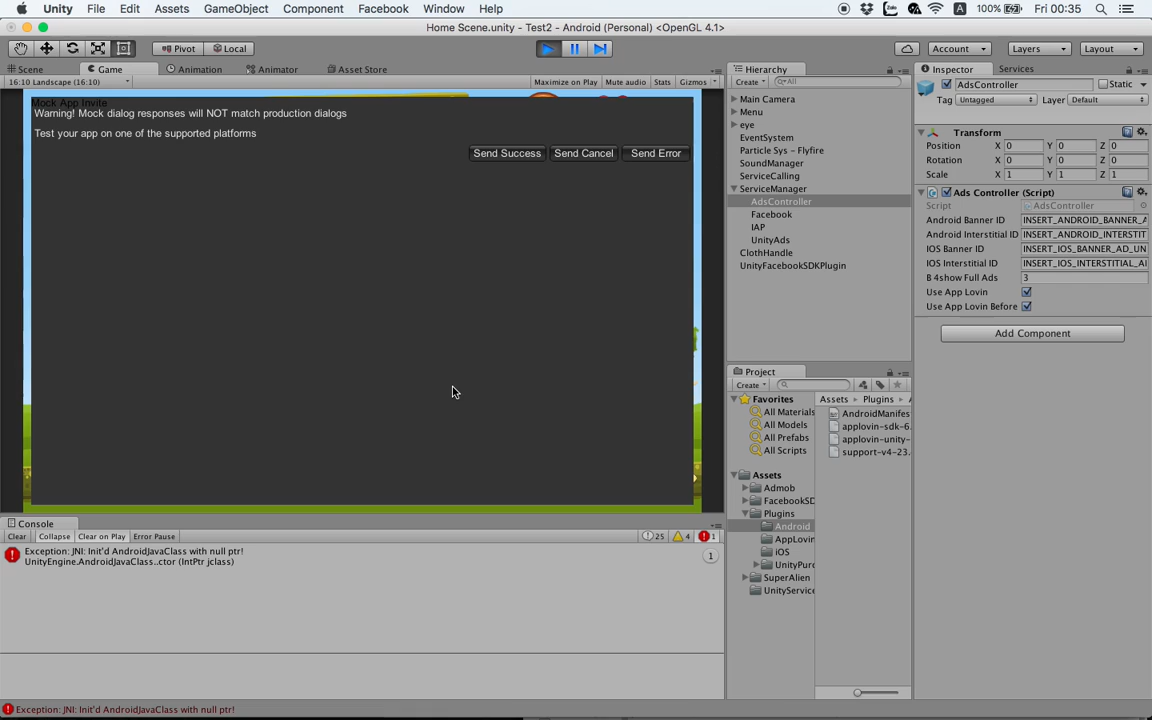 Unity File Edit Assets GameObject Component Facebook Window Help 100% Fri 00:35
Home Scene.unity - Test2 - Android (Personal) <OpenGL 4.1>
Pivot Local Account Layers Layout
Scene Game Animation Animator Asset Store
16:10 Landscape (16:10) Maximize on Play Mute audio Stats Gizmos
Mock App Invite
Warning! Mock dialog responses will NOT match production dialogs
Test your app on one of the supported platforms
Send Success Send Cancel Send Error
Hierarchy
Create All
Main Camera
Menu
eye
EventSystem
Particle Sys - Flyfire
SoundManager
ServiceCalling
ServiceManager
AdsController
Facebook
IAP
UnityAds
ClothHandle
UnityFacebookSDKPlugin
Inspector Services
AdsController Static
Tag Untagged Layer Default
Transform
Position X 0 Y 0 Z 0
Rotation X 0 Y 0 Z 0
Scale X 1 Y 1 Z 1
Ads Controller (Script)
Script AdsController
Android Banner ID INSERT_ANDROID_BANNER_A
Android Interstitial ID INSERT_ANDROID_INTERSTIT
IOS Banner ID INSERT_IOS_BANNER_AD_UN
IOS Interstitial ID INSERT_IOS_INTERSTITIAL_AI
B 4show Full Ads 3
Use App Lovin
Use App Lovin Before
Add Component
Project
Create
Favorites
All Materials
All Models
All Prefabs
All Scripts
Assets
Admob
FacebookSD
Plugins
Android
AppLovin
iOS
UnityPurc
SuperAlien
UnityService
Assets Plugins
AndroidManifes
applovin-sdk-6.
applovin-unity-
support-v4-23.
Console
Clear Collapse Clear on Play Error Pause 25 4 1
Exception: JNI: Init'd AndroidJavaClass with null ptr!
UnityEngine.AndroidJavaClass..ctor (IntPtr jclass)
1
Exception: JNI: Init'd AndroidJavaClass with null ptr!